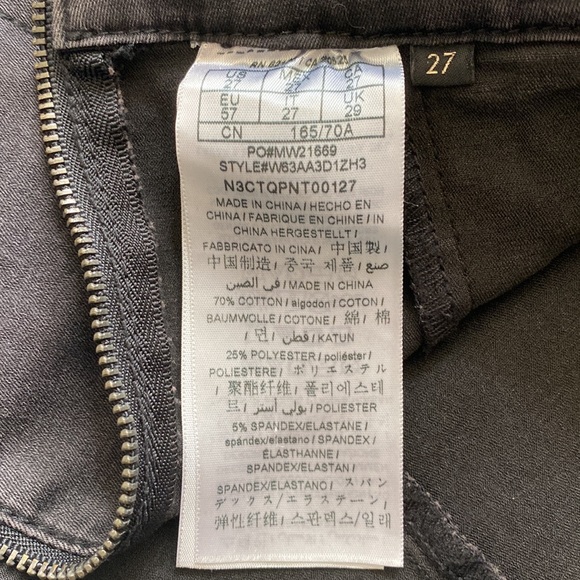 US MEX CA
27 27 27
EU IT UK
57 27 29
CN 165/70A
PO#MW21669
STYLE#W63AA3D1ZH3
N3CTQPNT00127
MADE IN CHINA / HECHO EN
CHINA / FABRIQUE EN CHINE / IN
CHINA HERGESTELLT /
FABBRICATO IN CINA / 中国製 /
中国制造 / 중국 제품 / صنع
في الصين / MADE IN CHINA
70% COTTON / algodón / COTON /
BAUMWOLLE / COTONE / 綿 / 棉
/ 면 / قطن / KATUN
25% POLYESTER / poliéster /
POLIESTERE / ポリエステル
/ 聚酯纤维 / 폴리에스테
르 / بولي أستر / POLIESTER
5% SPANDEX/ELASTANE /
spándex/elastano / SPANDEX/
ÉLASTHANNE /
SPANDEX/ELASTAN /
SPANDEX/ELASTANO / スパン
デックス / エラステーン /
弹性纤维 / 스판덱스/일래
27